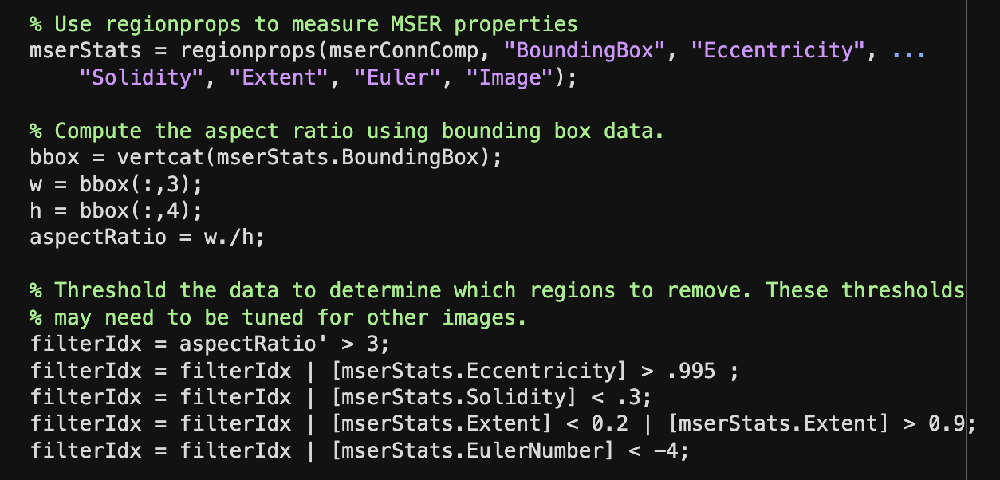 % Use regionprops to measure MSER properties
mserStats = regionprops(mserConnComp, "BoundingBox", "Eccentricity", ...
    "Solidity", "Extent", "Euler", "Image");

% Compute the aspect ratio using bounding box data.
bbox = vertcat(mserStats.BoundingBox);
w = bbox(:,3);
h = bbox(:,4);
aspectRatio = w./h;

% Threshold the data to determine which regions to remove. These thresholds
% may need to be tuned for other images.
filterIdx = aspectRatio' > 3;
filterIdx = filterIdx | [mserStats.Eccentricity] > .995 ;
filterIdx = filterIdx | [mserStats.Solidity] < .3;
filterIdx = filterIdx | [mserStats.Extent] < 0.2 | [mserStats.Extent] > 0.9;
filterIdx = filterIdx | [mserStats.EulerNumber] < -4;